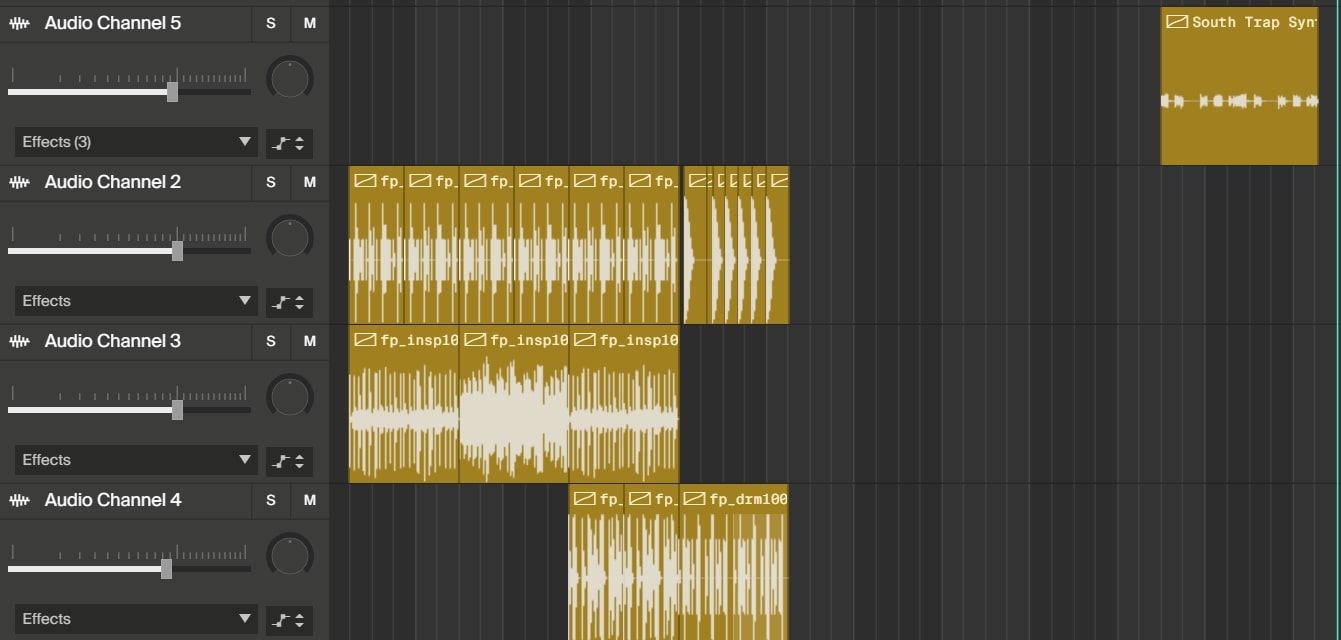 Audio Channel 5 S M
South Trap Syn
Effects (3)
Audio Channel 2 S M
fp_ fp_ fp_ fp_ fp_ fp_
Effects
Audio Channel 3 S M
fp_insp10 fp_insp10 fp_insp10
Effects
Audio Channel 4 S M
fp_ fp_ fp_drm100
Effects